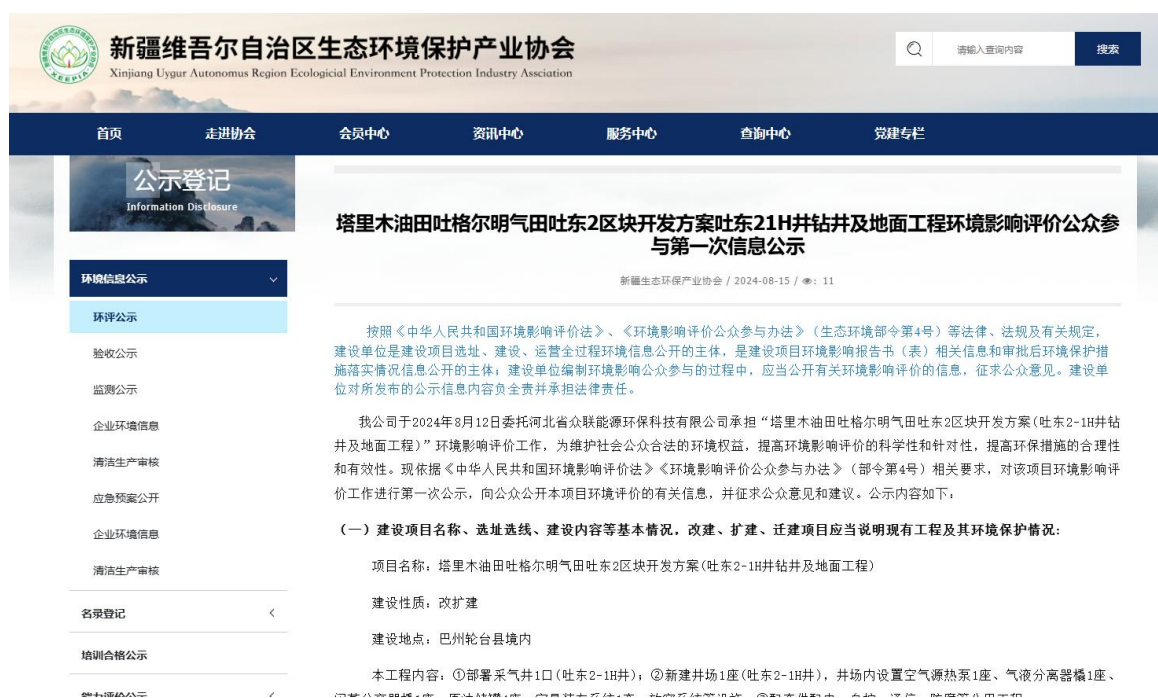 新疆维吾尔自治区生态环境保护产业协会
Xinjiang Uygur Autonomus Region Ecologicial Environment Protection Industry Assciation
XEEPIA
请输入查询内容
搜索
首页 走进协会 会员中心 资讯中心 服务中心 查询中心 党建专栏
公示登记
Information Disclosure
环境信息公示
环评公示
验收公示
监测公示
企业环境信息
清洁生产审核
应急预案公开
企业环境信息
清洁生产审核
名录登记
培训合格公示
能力评价公示
塔里木油田吐格尔明气田吐东2区块开发方案吐东21H井钻井及地面工程环境影响评价公众参
与第一次信息公示
新疆生态环保产业协会 / 2024-08-15 / : 11
按照《中华人民共和国环境影响评价法》、《环境影响评价公众参与办法》（生态环境部令第4号）等法律、法规及有关规定，
建设单位是建设项目选址、建设、运营全过程环境信息公开的主体，是建设项目环境影响报告书（表）相关信息和审批后环境保护措
施落实情况信息公开的主体；建设单位编制环境影响公众参与的过程中，应当公开有关环境影响评价的信息，征求公众意见。建设单
位对所发布的公示信息内容负全责并承担法律责任。
我公司于2024年8月12日委托河北省众联能源环保科技有限公司承担“塔里木油田吐格尔明气田吐东2区块开发方案(吐东2-1H井钻
井及地面工程)”环境影响评价工作，为维护社会公众合法的环境权益，提高环境影响评价的科学性和针对性，提高环保措施的合理性
和有效性。现依据《中华人民共和国环境影响评价法》《环境影响评价公众参与办法》（部令第4号）相关要求，对该项目环境影响评
价工作进行第一次公示，向公众公开本项目环境评价的有关信息，并征求公众意见和建议。公示内容如下：
（一）建设项目名称、选址选线、建设内容等基本情况，改建、扩建、迁建项目应当说明现有工程及其环境保护情况：
项目名称：塔里木油田吐格尔明气田吐东2区块开发方案(吐东2-1H井钻井及地面工程)
建设性质：改扩建
建设地点：巴州轮台县境内
本工程内容：①部署采气井1口(吐东2-1H井)；②新建井场1座(吐东2-1H井)，井场内设置空气源热泵1座、气液分离器橇1座、